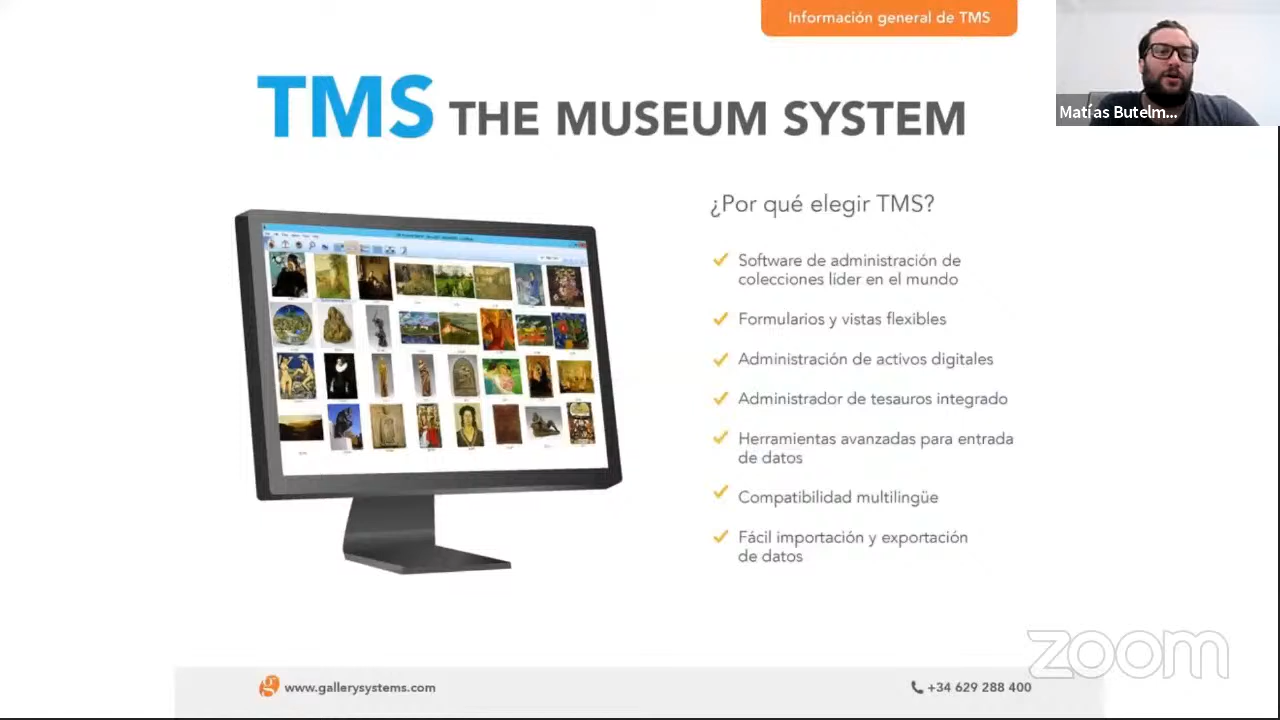 Información general de TMS
Matías Butelm...
TMS THE MUSEUM SYSTEM
¿Por qué elegir TMS?
Software de administración de
colecciones líder en el mundo
Formularios y vistas flexibles
Administración de activos digitales
Administrador de tesauros integrado
Herramientas avanzadas para entrada
de datos
Compatibilidad multilingüe
Fácil importación y exportación
de datos
zoom
g www.gallerysystems.com
+34 629 288 400